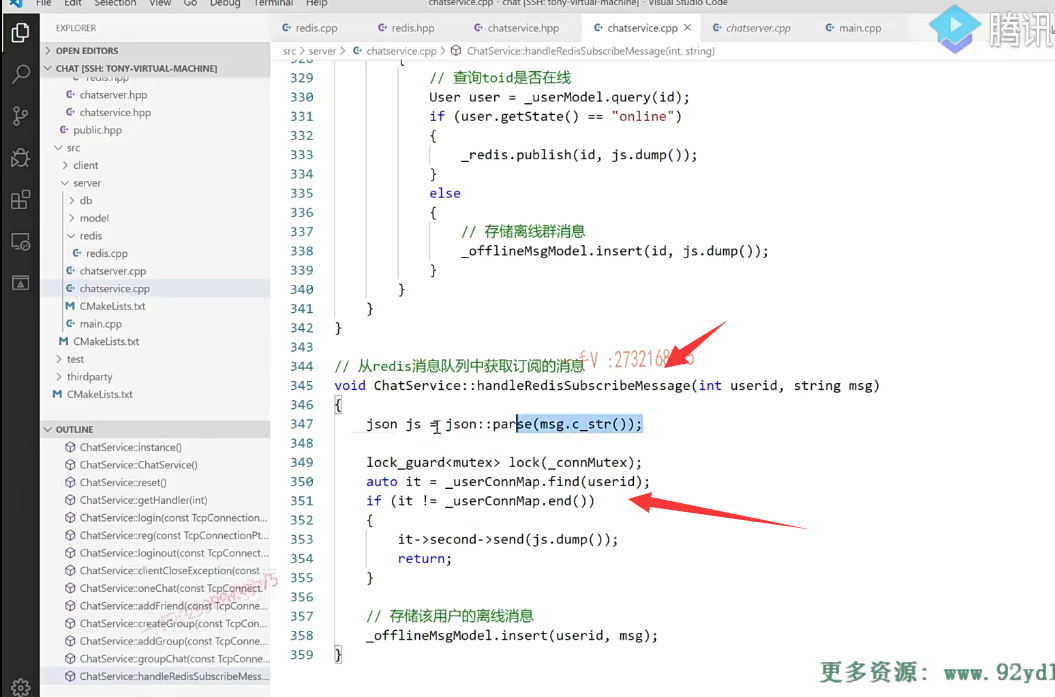 File Edit Selection View Go Debug Terminal Help chatservice.cpp - chat [SSH: tony-virtual-machine] - Visual Studio Code
EXPLORER
redis.cpp redis.hpp chatservice.hpp chatservice.cpp × chatserver.cpp main.cpp
腾讯
OPEN EDITORS
src > server > chatservice.cpp > ChatService::handleRedisSubscribeMessage(int, string)
CHAT [SSH: TONY-VIRTUAL-MACHINE]
redis.hpp
chatserver.hpp
chatservice.hpp
public.hpp
src
client
server
db
model
redis
redis.cpp
chatserver.cpp
chatservice.cpp
CMakeLists.txt
main.cpp
CMakeLists.txt
test
thirdparty
CMakeLists.txt
OUTLINE
ChatService::instance()
ChatService::ChatService()
ChatService::reset()
ChatService::getHandler(int)
ChatService::login(const TcpConnection...
ChatService::reg(const TcpConnectionPt...
ChatService::loginout(const TcpConnect...
ChatService::clientCloseException(const ...
ChatService::oneChat(const TcpConnect...
ChatService::addFriend(const TcpConne...
ChatService::createGroup(const TcpCon...
ChatService::addGroup(const TcpConne...
ChatService::groupChat(const TcpConne...
ChatService::handleRedisSubscribeMess...
328 {
329 // 查询toid是否在线
330 User user = _userModel.query(id);
331 if (user.getState() == "online")
332 {
333 _redis.publish(id, js.dump());
334 }
335 else
336 {
337 // 存储离线群消息
338 _offlineMsgModel.insert(id, js.dump());
339 }
340 }
341 }
342 }
343
344 // 从redis消息队列中获取订阅的消息
345 void ChatService::handleRedisSubscribeMessage(int userid, string msg)
346 {
347 json js = json::parse(msg.c_str());
348
349 lock_guard<mutex> lock(_connMutex);
350 auto it = _userConnMap.find(userid);
351 if (it != _userConnMap.end())
352 {
353 it->second->send(js.dump());
354 return;
355 }
356
357 // 存储该用户的离线消息
358 _offlineMsgModel.insert(userid, msg);
359 }
更多资源: www.92yd